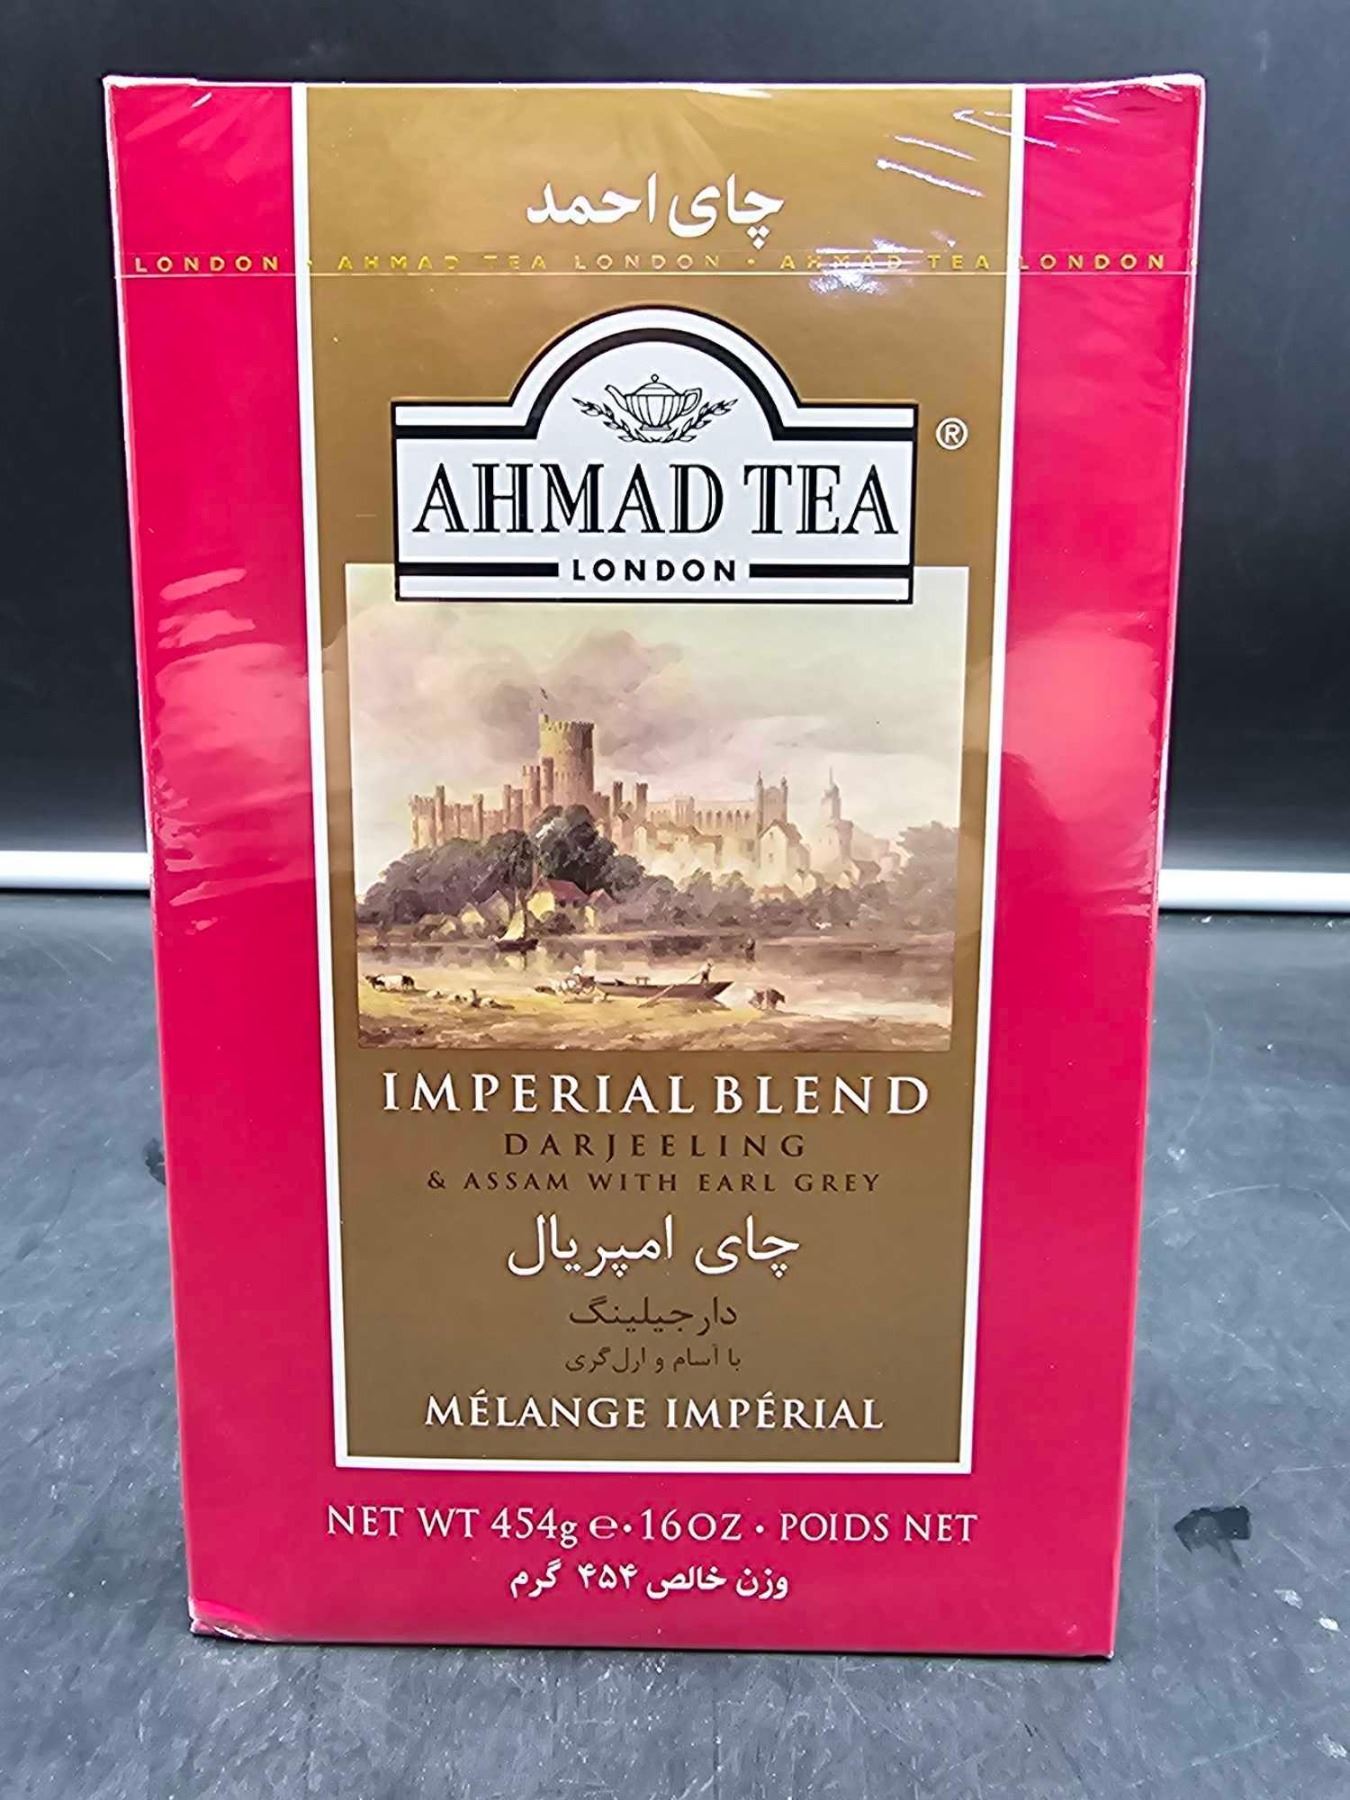 چای احمد
LONDON • AHMAD TEA LONDON • AHMAD TEA LONDON
AHMAD TEA
®
LONDON
IMPERIAL BLEND
DARJEELING
& ASSAM WITH EARL GREY
چای امپریال
دارجیلینگ
با آسام و ارل‌گری
MÉLANGE IMPÉRIAL
NET WT 454g ℮ • 16OZ • POIDS NET
وزن خالص ۴۵۴ گرم